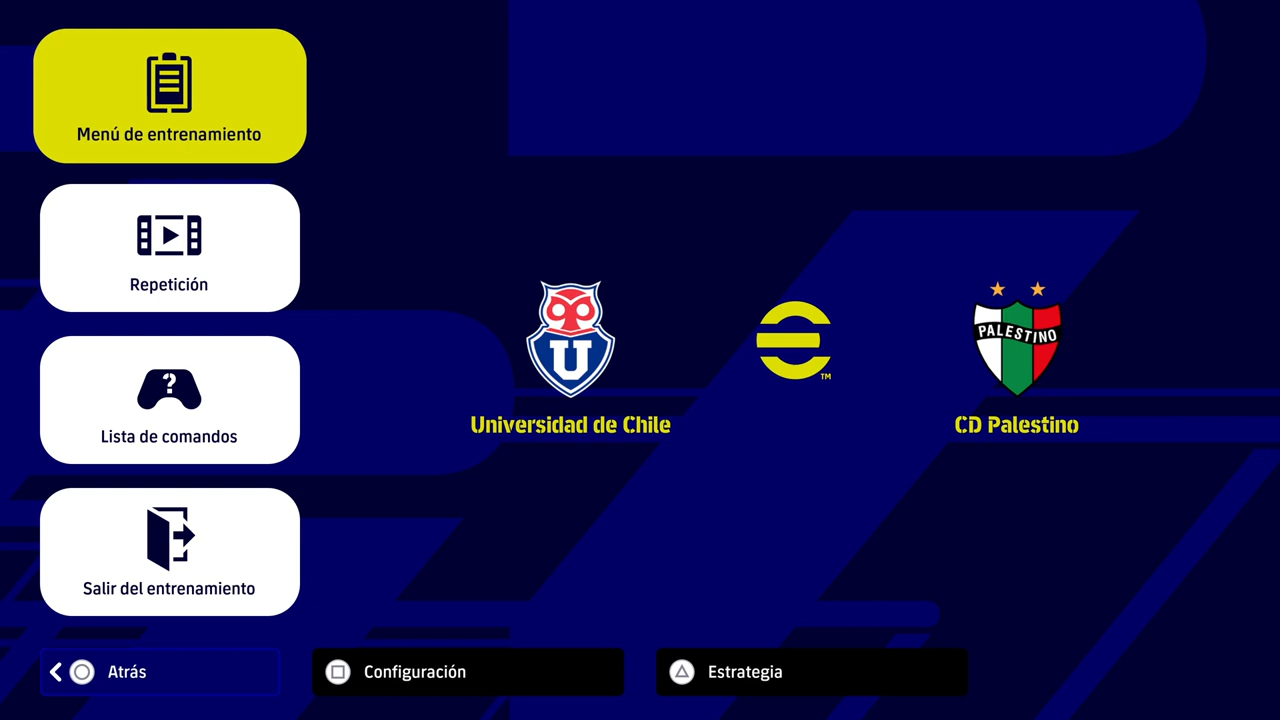 Menú de entrenamiento
Repetición
?
Lista de comandos
Salir del entrenamiento
U
Universidad de Chile
TM
PALESTINO
CD Palestino
Atrás
Configuración
Estrategia